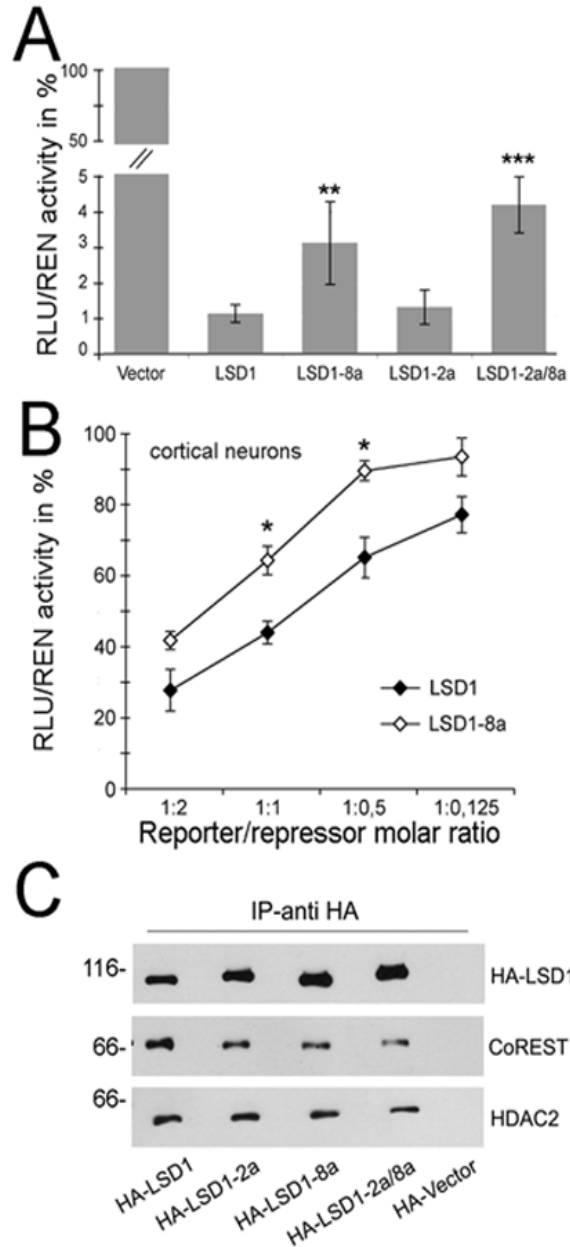 A
RLU/REN activity in %
100
50
5
4
3
2
1
0
**
***
Vector LSD1 LSD1-8a LSD1-2a LSD1-2a/8a
B
cortical neurons
RLU/REN activity in %
100
80
60
40
20
0
*
*
LSD1
LSD1-8a
1:2 1:1 1:0,5 1:0,125
Reporter/repressor molar ratio
C
IP-anti HA
116- HA-LSD1
66- CoREST
66- HDAC2
HA-LSD1 HA-LSD1-2a HA-LSD1-8a HA-LSD1-2a/8a HA-Vector